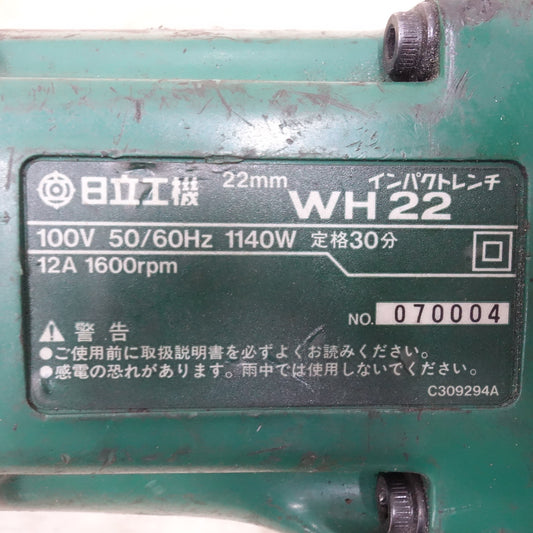 日立工機 22mm インパクトレンチ
WH 22
100V 50/60Hz 1140W 定格30分
12A 1600rpm
NO. 070004
警告
●ご使用前に取扱説明書を必ずよくお読みください。
●感電の恐れがあります。雨中では使用しないでください。
C309294A